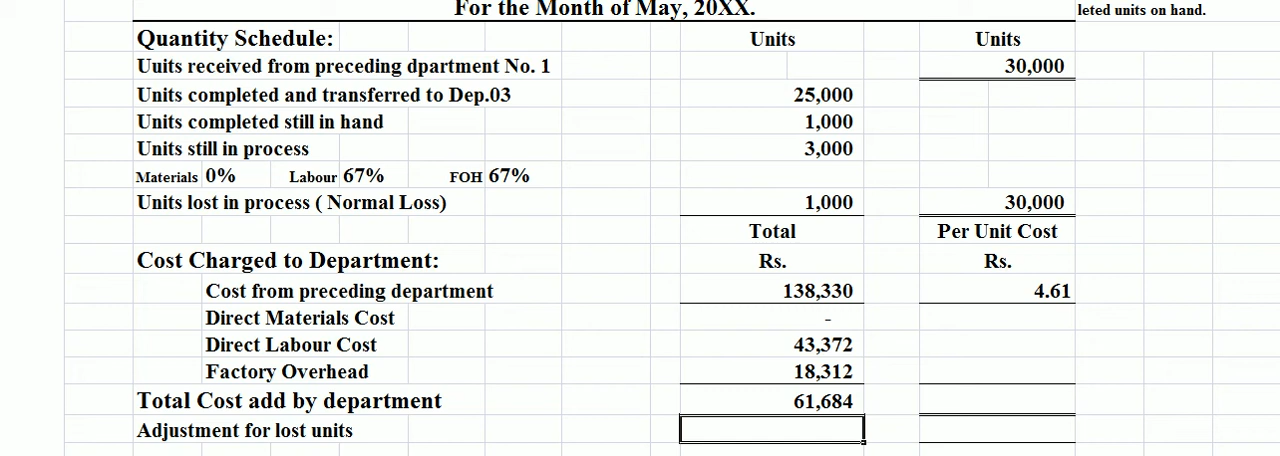 For the Month of May, 20XX.
leted units on hand.
Quantity Schedule: Units Units
Units received from preceding dpartment No. 1 30,000
Units completed and transferred to Dep.03 25,000
Units completed still in hand 1,000
Units still in process 3,000
Materials 0% Labour 67% FOH 67%
Units lost in process ( Normal Loss) 1,000 30,000
Total Per Unit Cost
Cost Charged to Department: Rs. Rs.
Cost from preceding department 138,330 4.61
Direct Materials Cost -
Direct Labour Cost 43,372
Factory Overhead 18,312
Total Cost add by department 61,684
Adjustment for lost units